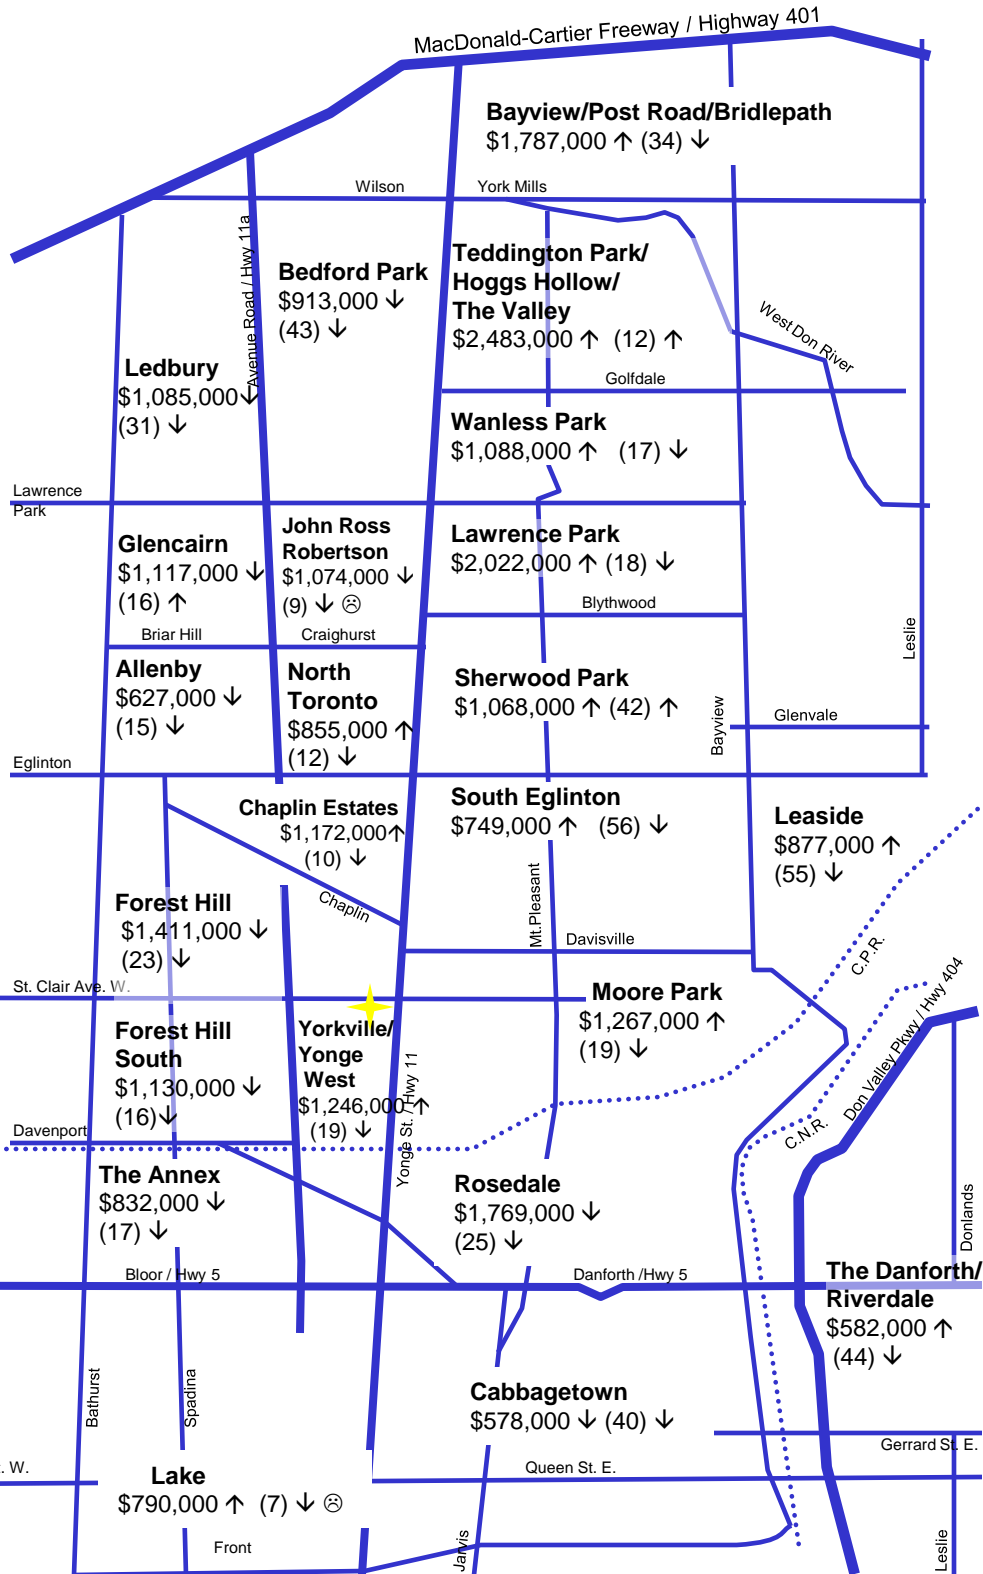 MacDonald-Cartier Freeway / Highway 401
Bayview/Post Road/Bridlepath
$1,787,000 ↑ (34) ↓
Wilson
York Mills
Avenue Road / Hwy 11a
Bedford Park
$913,000 ↓
(43) ↓
Teddington Park/
Hoggs Hollow/
The Valley
$2,483,000 ↑ (12) ↑
West Don River
Ledbury
$1,085,000 ↓
(31) ↓
Golfdale
Wanless Park
$1,088,000 ↑ (17) ↓
Lawrence
Park
Glencairn
$1,117,000 ↓
(16) ↑
John Ross
Robertson
$1,074,000 ↓
(9) ↓ ☹
Lawrence Park
$2,022,000 ↑ (18) ↓
Blythwood
Leslie
Briar Hill
Craighurst
Allenby
$627,000 ↓
(15) ↓
North
Toronto
$855,000 ↑
(12) ↓
Sherwood Park
$1,068,000 ↑ (42) ↑
Bayview
Glenvale
Eglinton
Chaplin Estates
$1,172,000↑
(10) ↓
South Eglinton
$749,000 ↑ (56) ↓
Leaside
$877,000 ↑
(55) ↓
Chaplin
Mt.Pleasant
Forest Hill
$1,411,000 ↓
(23) ↓
Davisville
C.P.R.
St. Clair Ave. W.
Moore Park
$1,267,000 ↑
(19) ↓
Don Valley Pkwy / Hwy 404
Forest Hill
South
$1,130,000 ↓
(16)↓
Yorkville/
Yonge
West
$1,246,000 ↑
(19) ↓
Yonge St. / Hwy 11
C.N.R.
Davenport
The Annex
$832,000 ↓
(17) ↓
Rosedale
$1,769,000 ↓
(25) ↓
Donlands
Bloor / Hwy 5
Danforth /Hwy 5
The Danforth/
Riverdale
$582,000 ↑
(44) ↓
Bathurst
Spadina
Cabbagetown
$578,000 ↓ (40) ↓
Gerrard St. E.
. W.
Queen St. E.
Lake
$790,000 ↑ (7) ↓ ☹
Front
Jarvis
Leslie